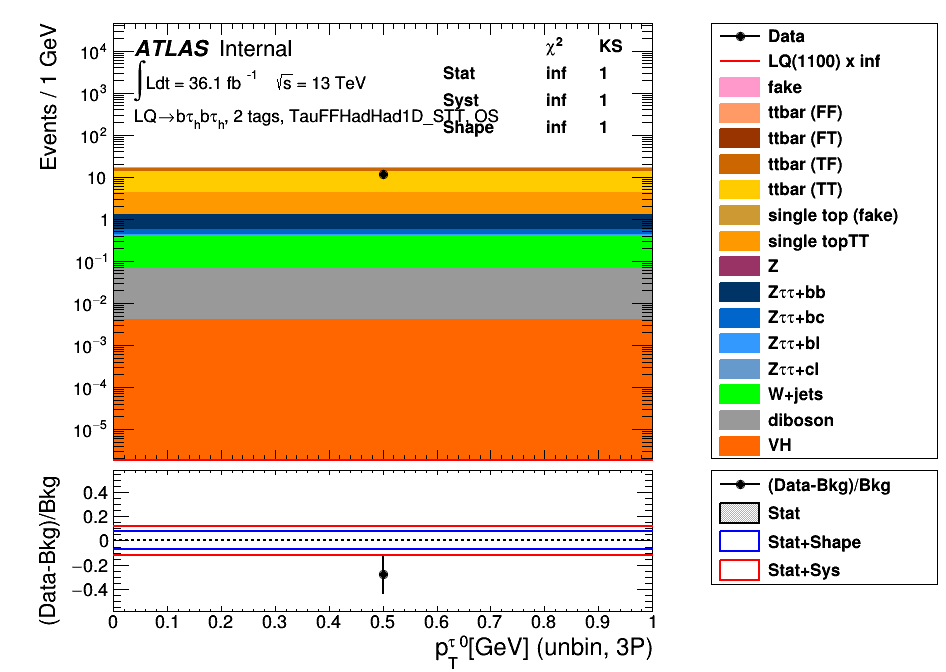 Events / 1 GeV
10⁴
10³
10²
10
1
10⁻¹
10⁻²
10⁻³
10⁻⁴
10⁻⁵
ATLAS Internal
∫Ldt = 36.1 fb⁻¹ √s = 13 TeV
LQ→bτₕbτₕ, 2 tags, TauFFHadHad1D_STT, OS
χ² KS
Stat inf 1
Syst inf 1
Shape inf 1
Data
LQ(1100) x inf
fake
ttbar (FF)
ttbar (FT)
ttbar (TF)
ttbar (TT)
single top (fake)
single topTT
Z
Zττ+bb
Zττ+bc
Zττ+bl
Zττ+cl
W+jets
diboson
VH
(Data-Bkg)/Bkg
0.4
0.2
0
−0.2
−0.4
0 0.1 0.2 0.3 0.4 0.5 0.6 0.7 0.8 0.9 1
p_T^τ 0[GeV] (unbin, 3P)
(Data-Bkg)/Bkg
Stat
Stat+Shape
Stat+Sys